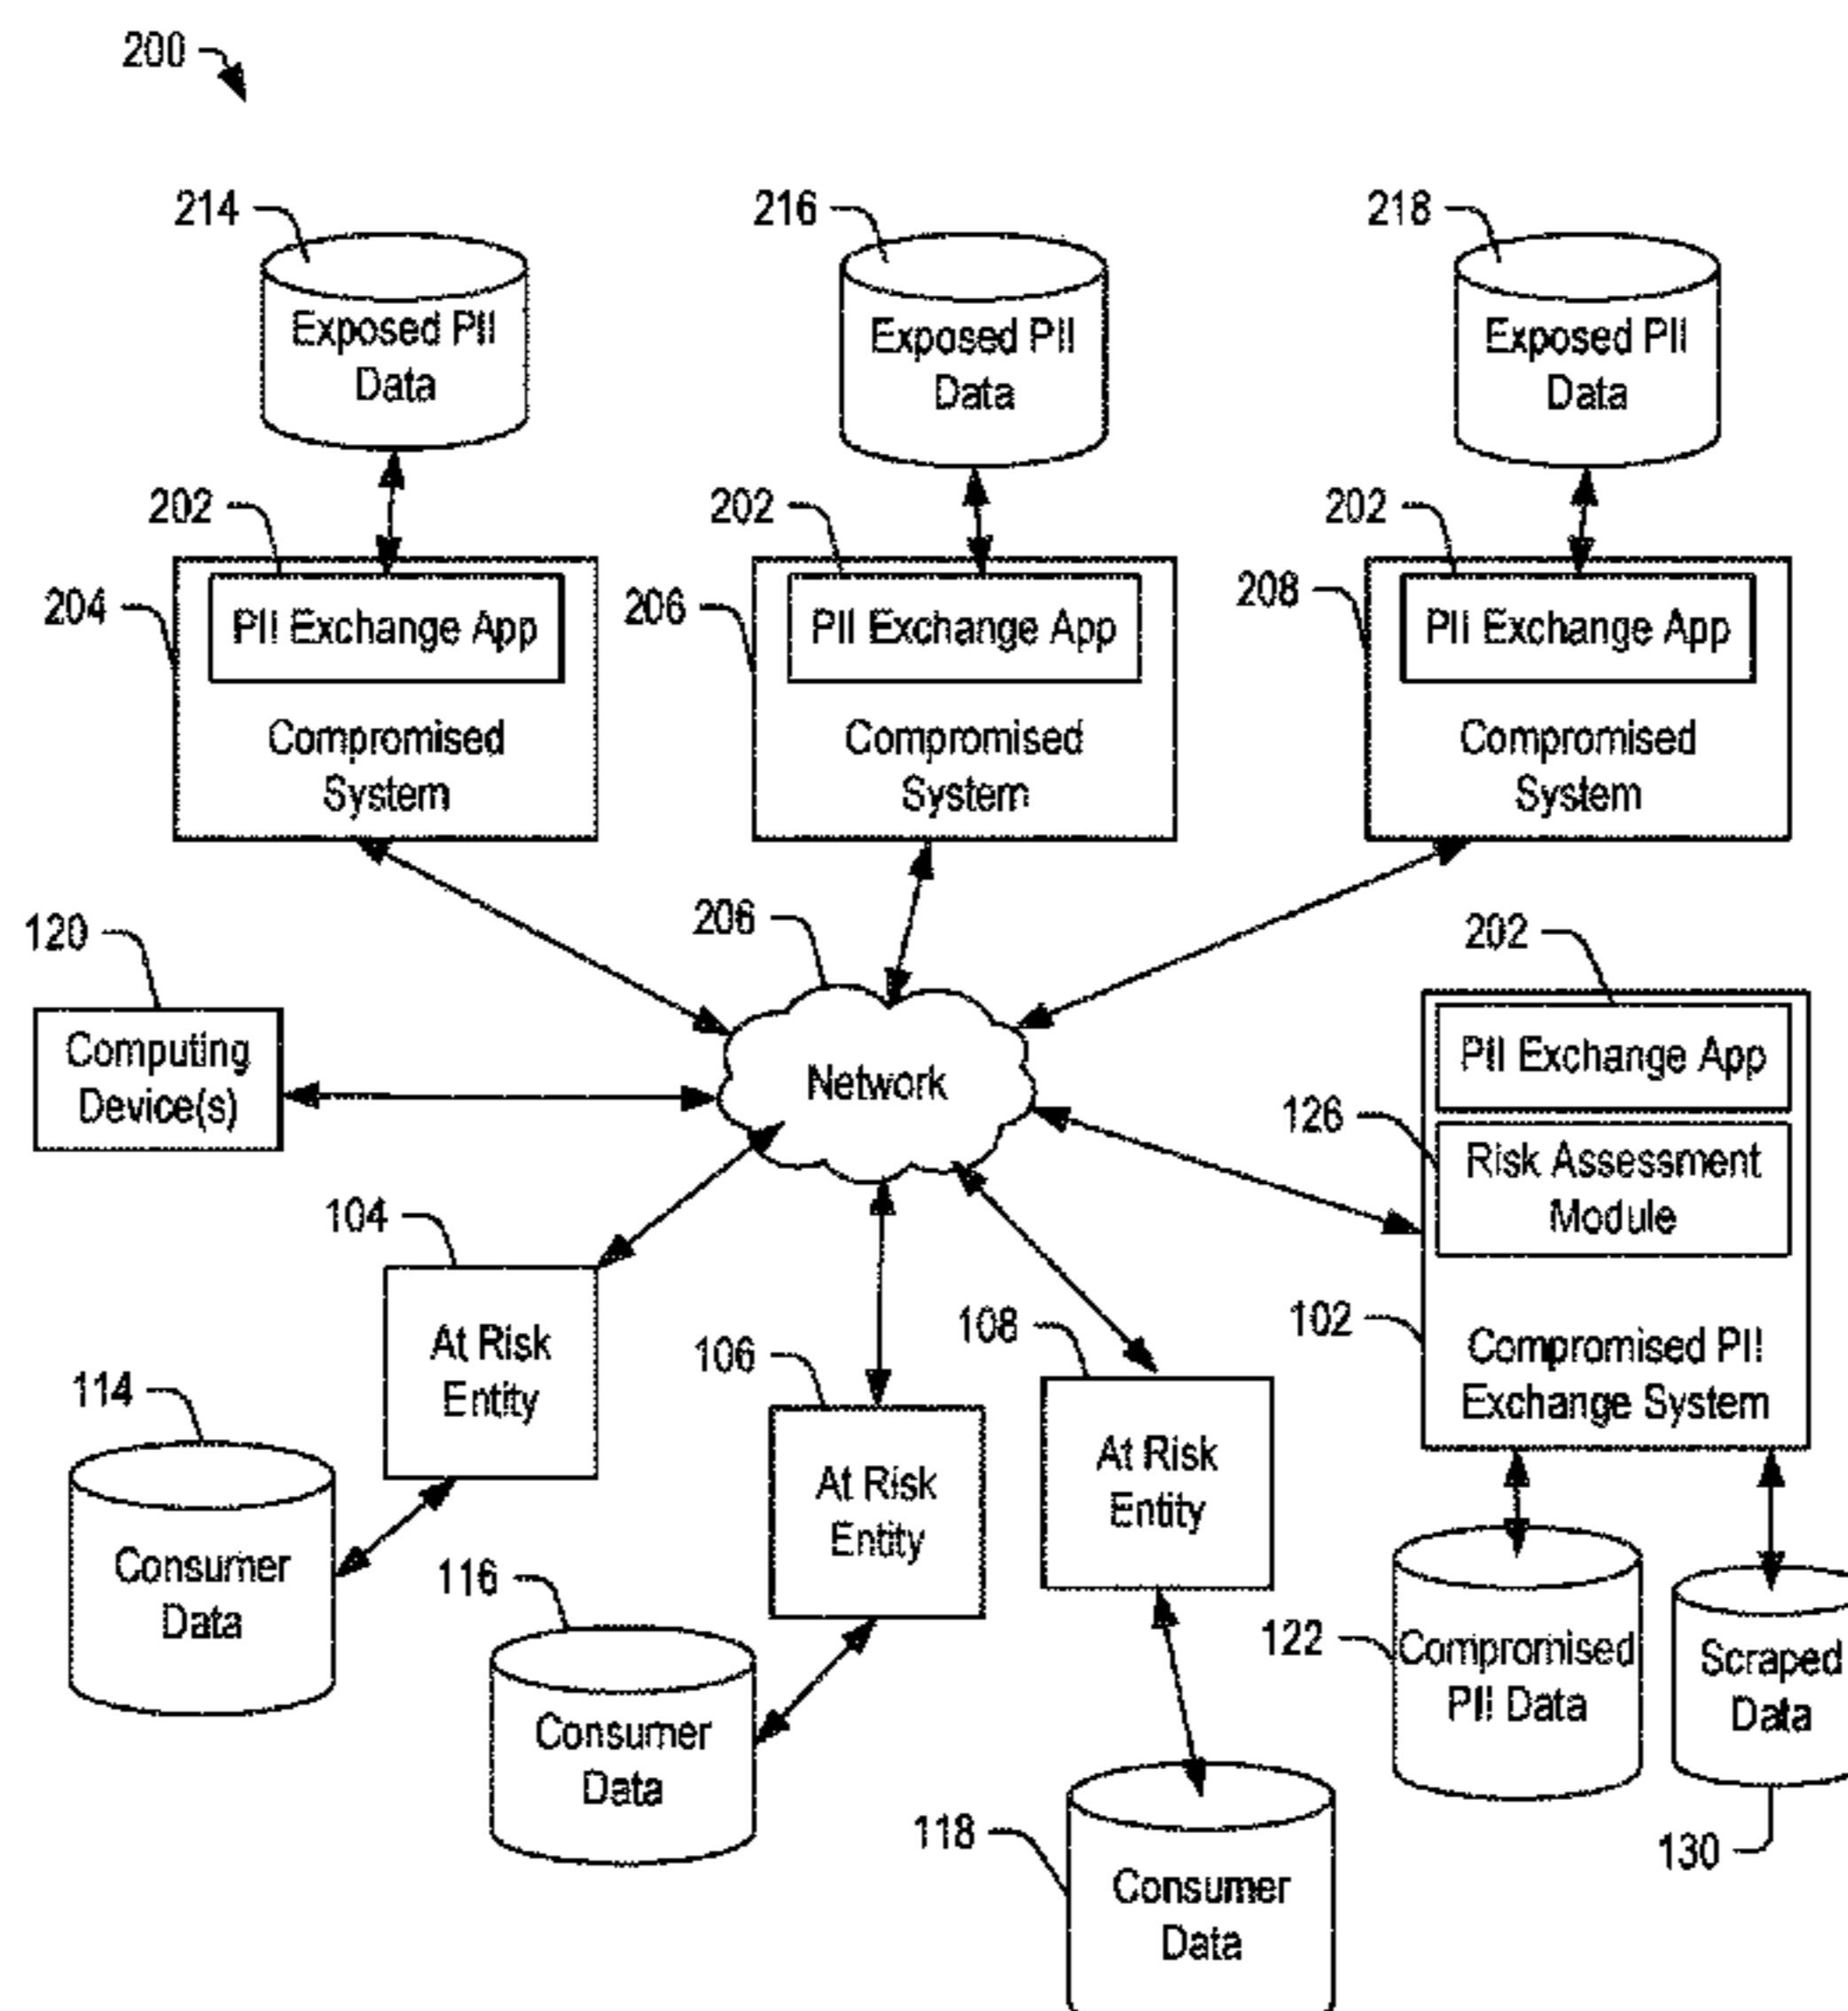 200
214
216
218
Exposed PII
Data
Exposed PII
Data
Exposed PII
Data
202
202
202
204
PII Exchange App
206
PII Exchange App
208
PII Exchange App
Compromised
System
Compromised
System
Compromised
System
120
206
202
Computing
Device(s)
Network
PII Exchange App
126
Risk Assessment
Module
104
At Risk
Entity
106
At Risk
Entity
108
At Risk
Entity
102
Compromised PII
Exchange System
114
Consumer
Data
116
Consumer
Data
118
Consumer
Data
122
Compromised
PII Data
Scraped
Data
130